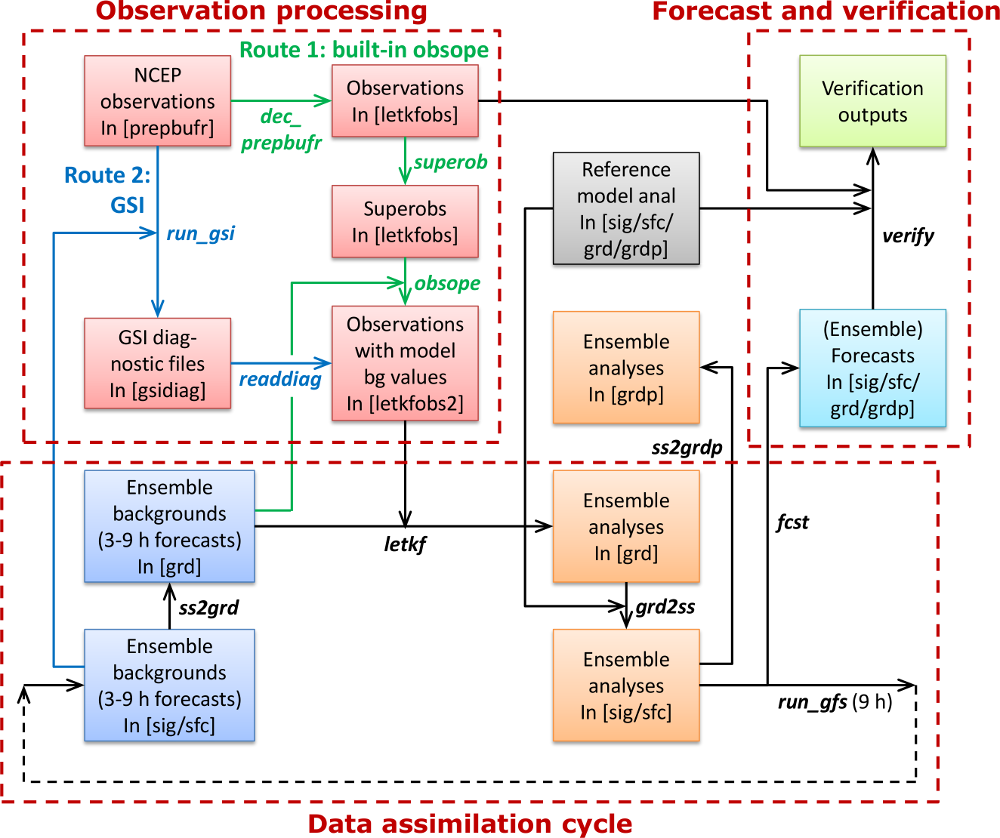 Observation processing
Forecast and verification
Route 1: built-in obsope
NCEP
observations
In [prepbufr]
dec_
prepbufr
Observations
In [letkfobs]
superob
Verification
outputs
Route 2:
GSI
run_gsi
Superobs
In [letkfobs]
obsope
Reference
model anal
In [sig/sfc/
grd/grdp]
verify
GSI diag-
nostic files
In [gsidiag]
readdiag
Observations
with model
bg values
In [letkfobs2]
Ensemble
analyses
In [grdp]
(Ensemble)
Forecasts
In [sig/sfc/
grd/grdp]
ss2grdp
Ensemble
backgrounds
(3-9 h forecasts)
In [grd]
letkf
Ensemble
analyses
In [grd]
fcst
ss2grd
grd2ss
Ensemble
backgrounds
(3-9 h forecasts)
In [sig/sfc]
Ensemble
analyses
In [sig/sfc]
run_gfs (9 h)
Data assimilation cycle